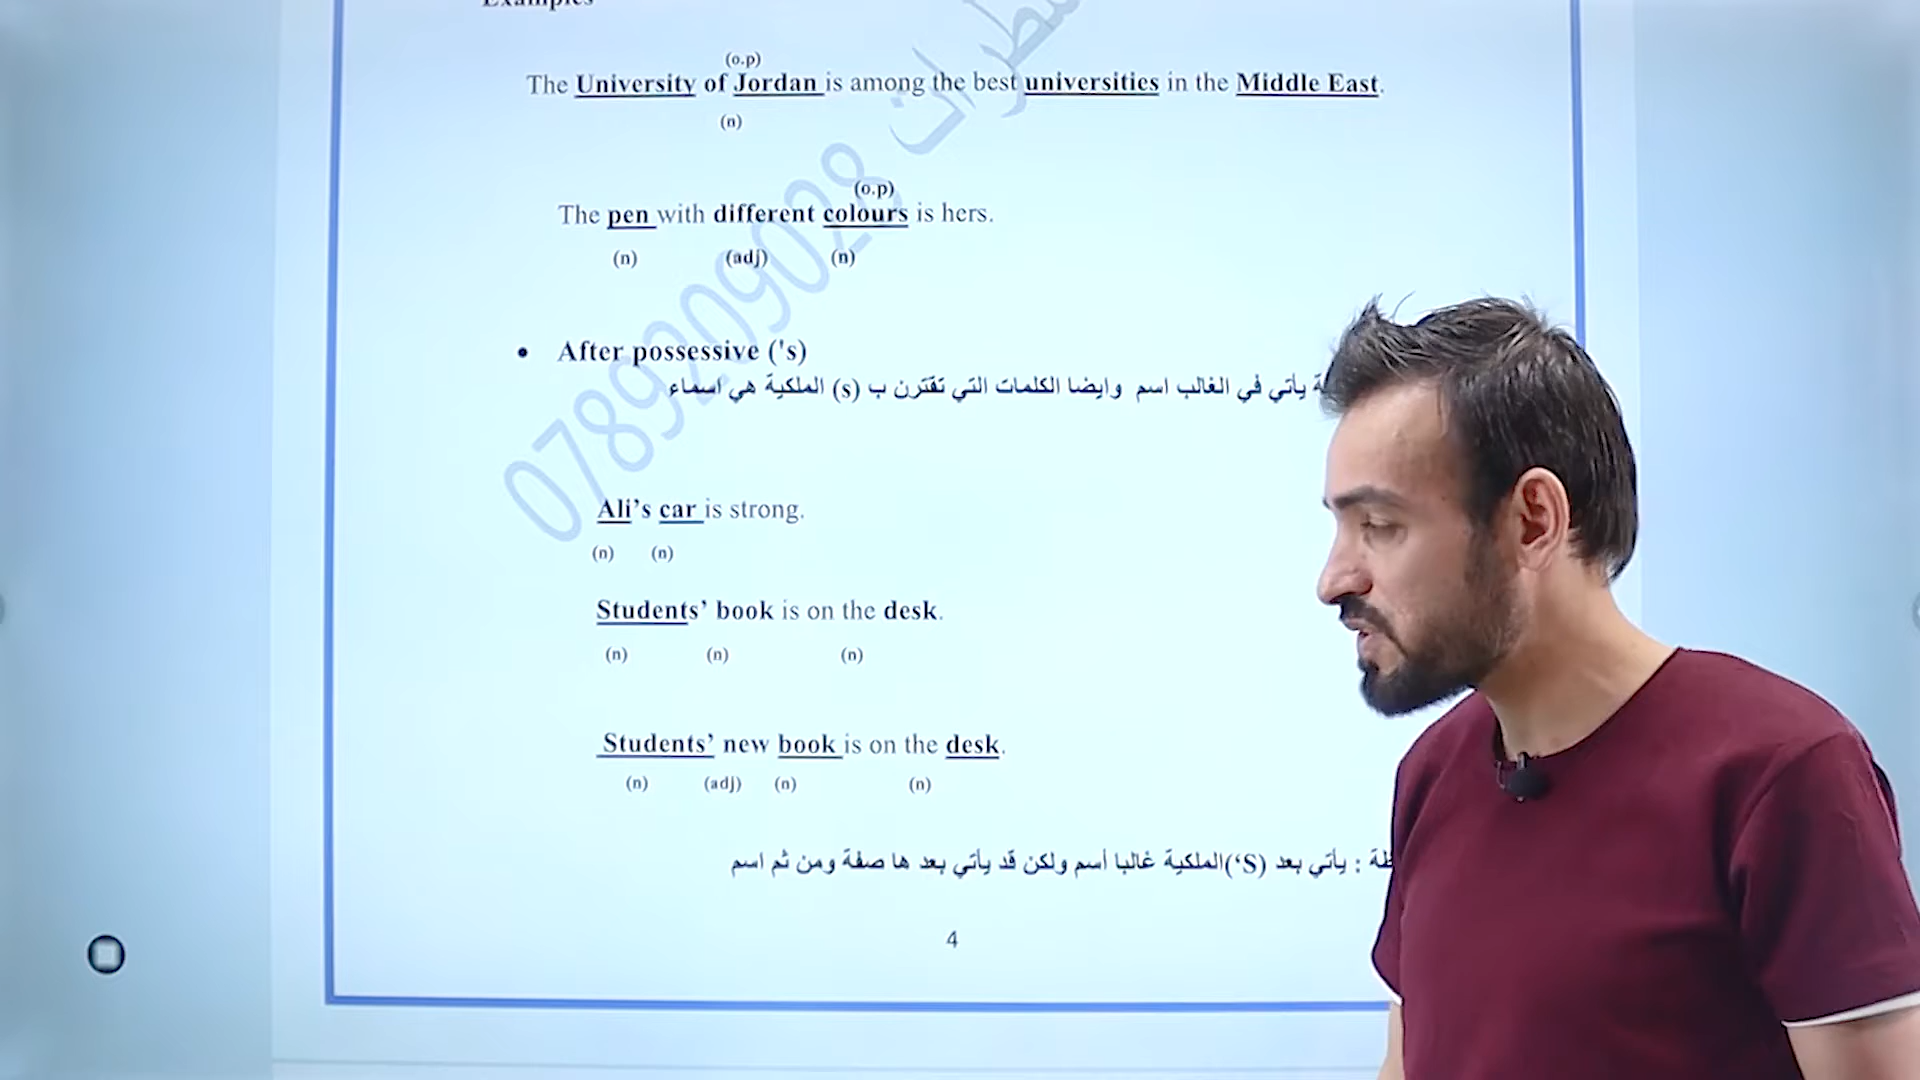 Examples
(o.p)
The University of Jordan is among the best universities in the Middle East.
(n)
(o.p)
The pen with different colours is hers.
(n) (adj) (n)
• After possessive ('s)
يأتي في الغالب اسم وايضا الكلمات التي تقترن ب (s) الملكية هي اسماء
Ali’s car is strong.
(n) (n)
Students’ book is on the desk.
(n) (n) (n)
Students’ new book is on the desk.
(n) (adj) (n) (n)
: يأتي بعد (S‘)الملكية غالبا أسم ولكن قد يأتي بعد ها صفة ومن ثم اسم
4
0789209028